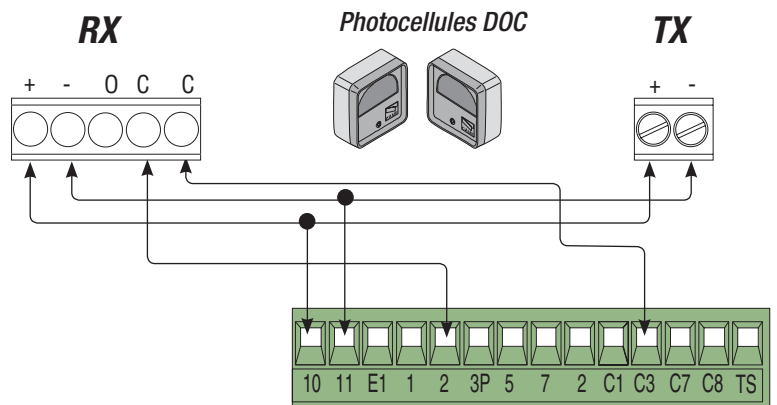 RX
Photocellules DOC
TX
+ - O C C
+ -
10 11 E1 1 2 3P 5 7 2 C1 C3 C7 C8 TS